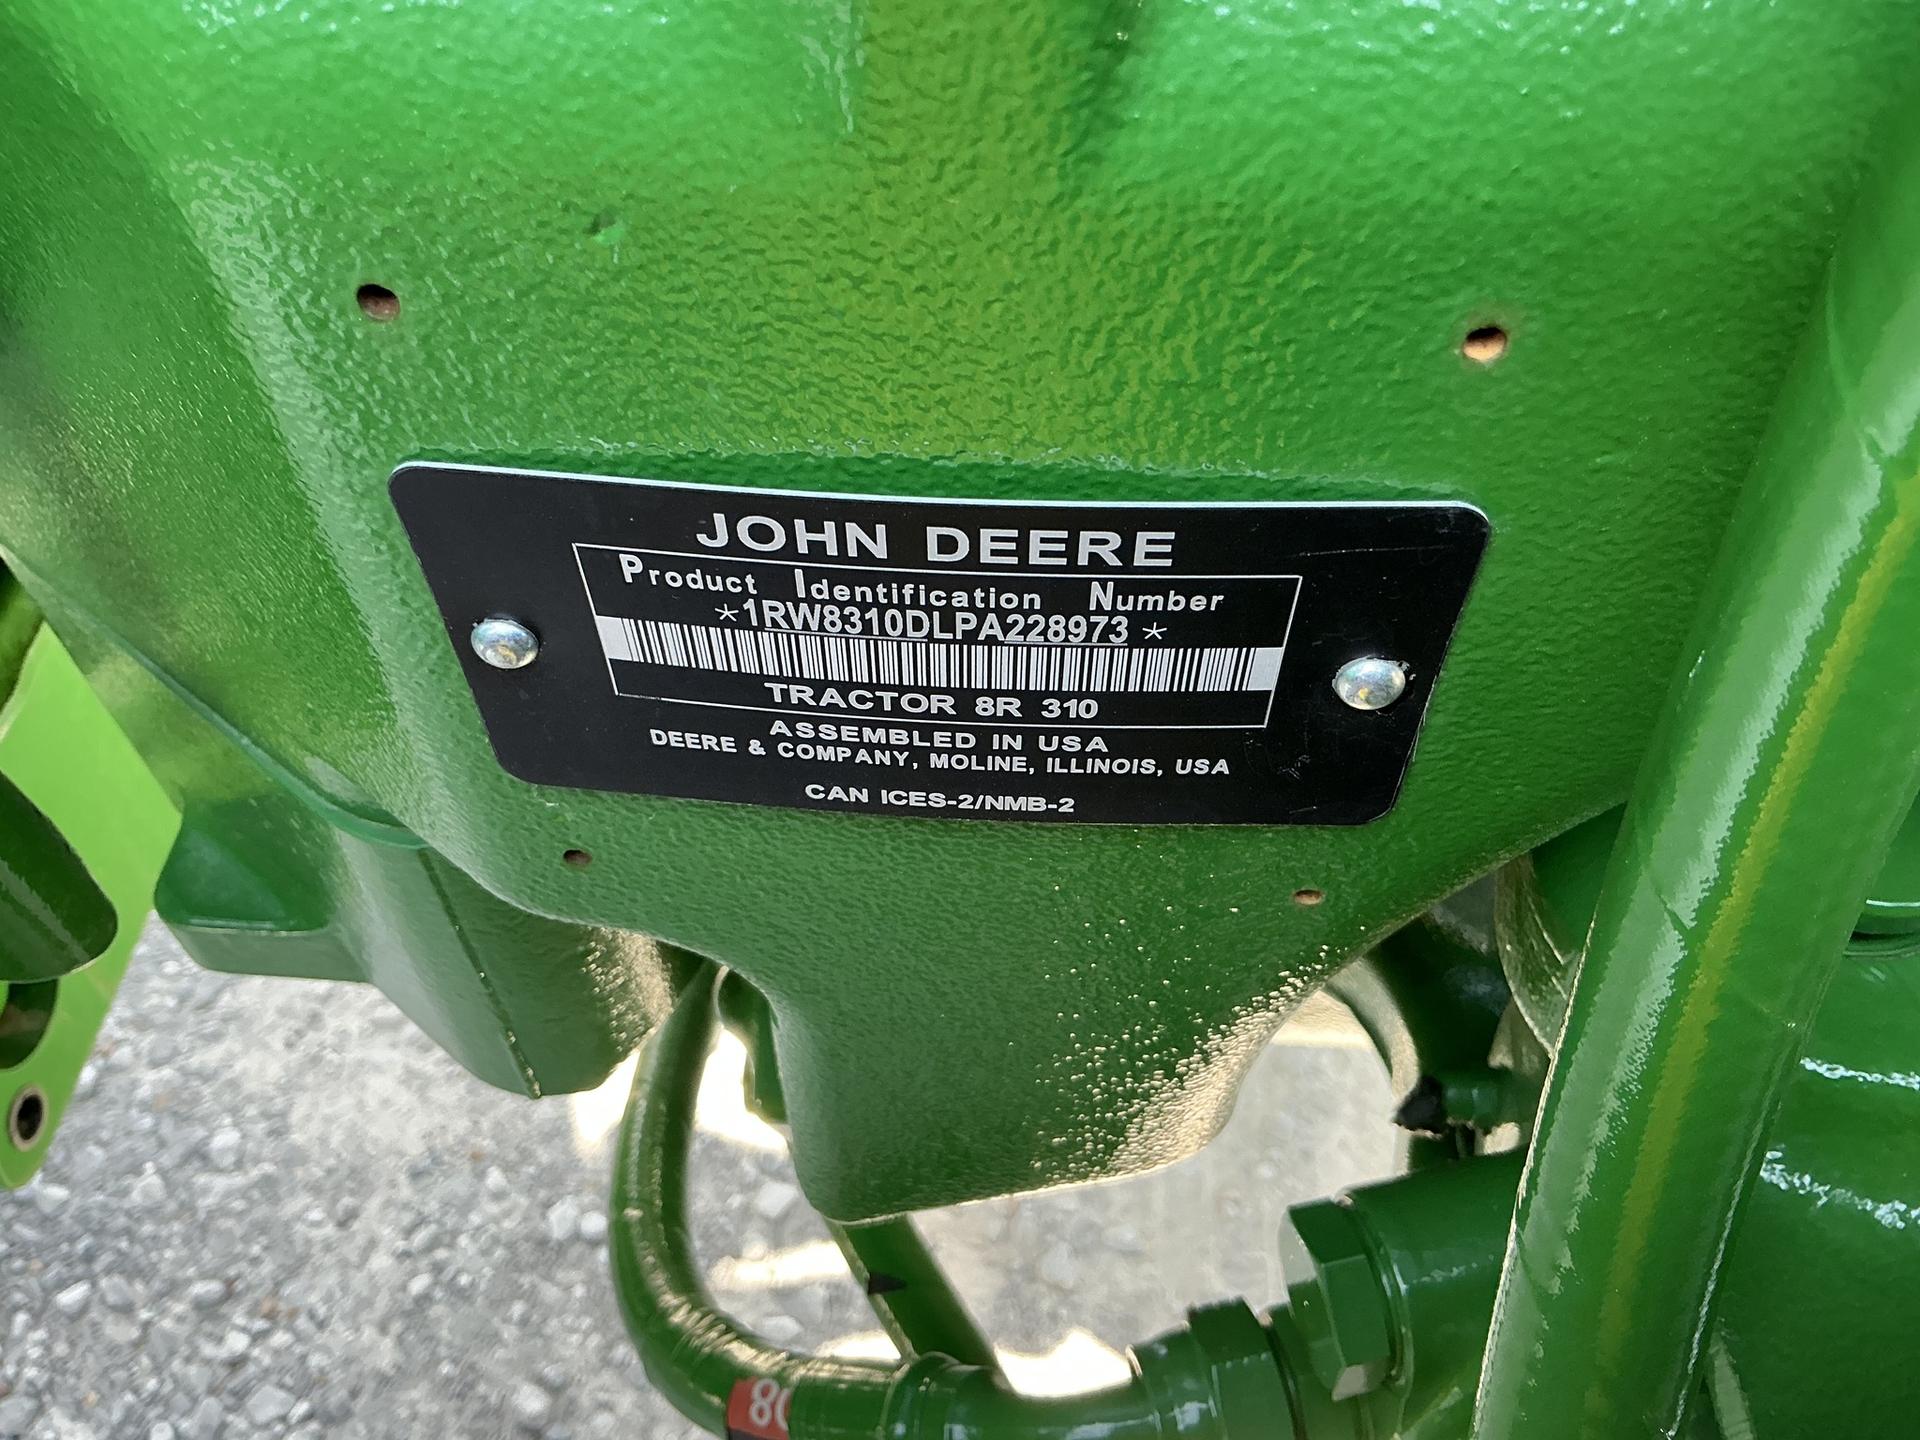 JOHN DEERE
Product Identification Number
*1RW8310DLPA228973*
TRACTOR 8R 310
ASSEMBLED IN USA
DEERE & COMPANY, MOLINE, ILLINOIS, USA
CAN ICES-2/NMB-2